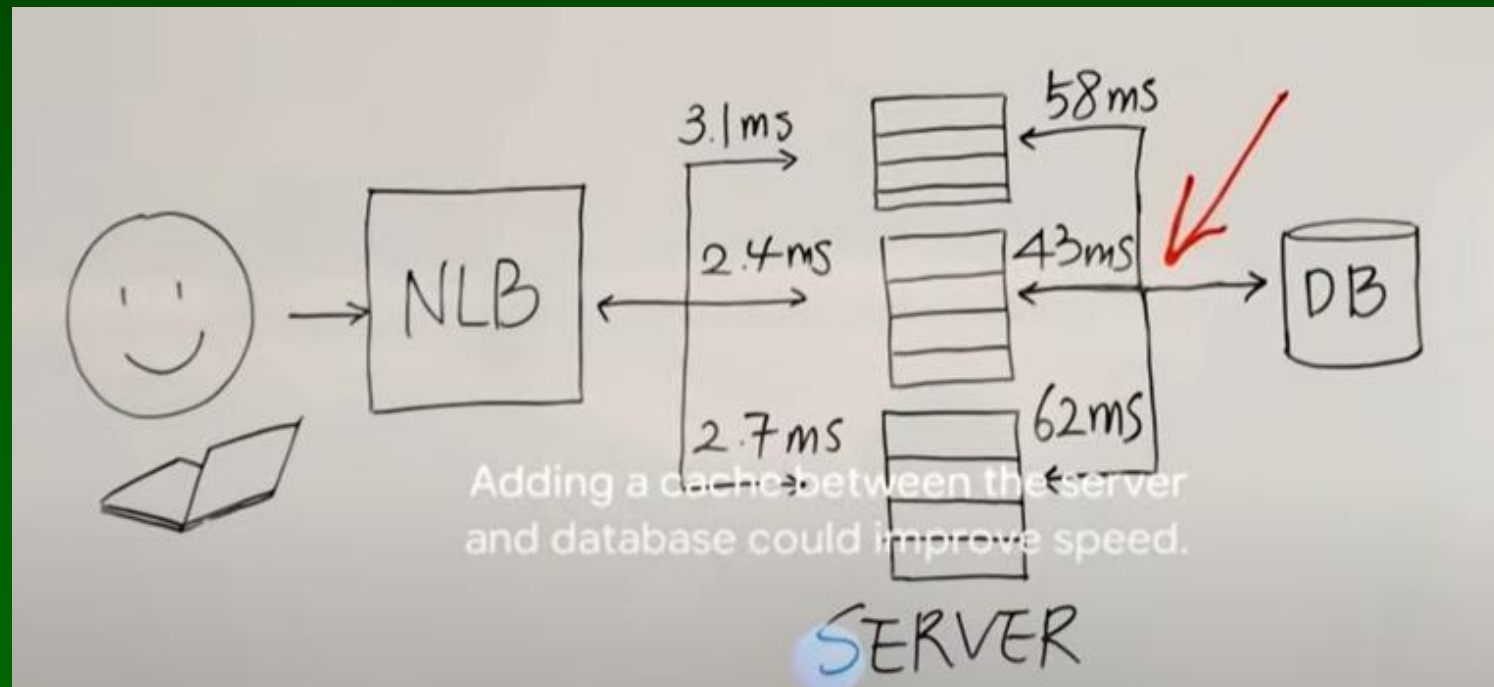 3.1ms
58ms
NLB
2.4ms
43ms
DB
2.7ms
62ms
Adding a cache between the server
and database could improve speed.
SERVER